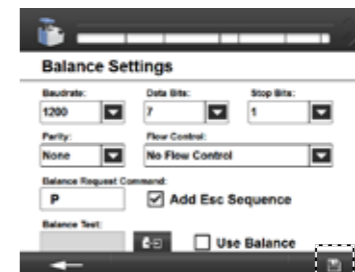 Balance Settings
Baudrate: Data Bits: Stop Bits:
1200 7 1
Parity: Flow Control:
None No Flow Control
Balance Request Command:
P Add Esc Sequence
Balance Test:
Use Balance